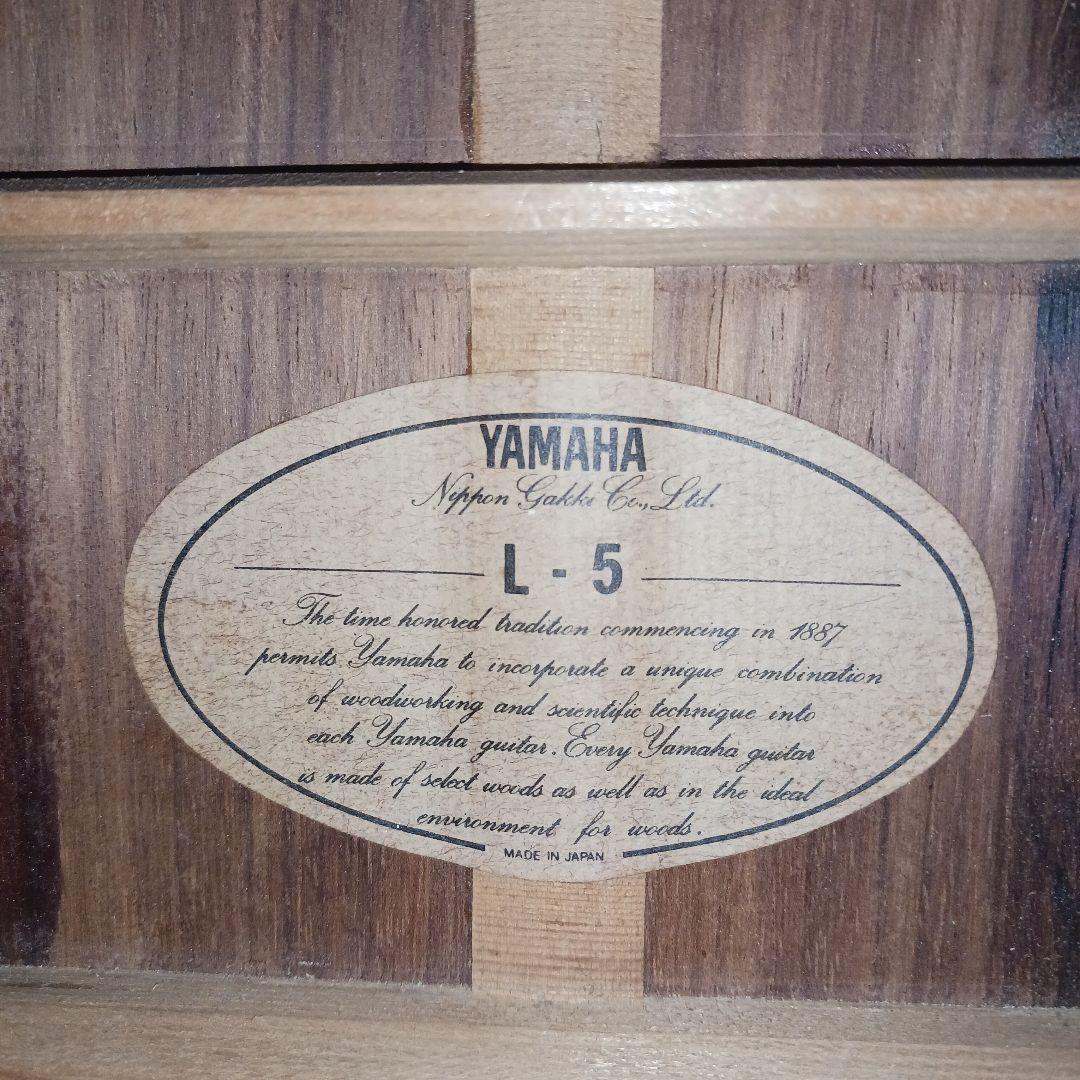 YAMAHA
Nippon Gakki Co., Ltd.
L - 5
The time honored tradition commencing in 1887
permits Yamaha to incorporate a unique combination
of woodworking and scientific technique into
each Yamaha guitar. Every Yamaha guitar
is made of select woods as well as in the ideal
environment for woods.
MADE IN JAPAN